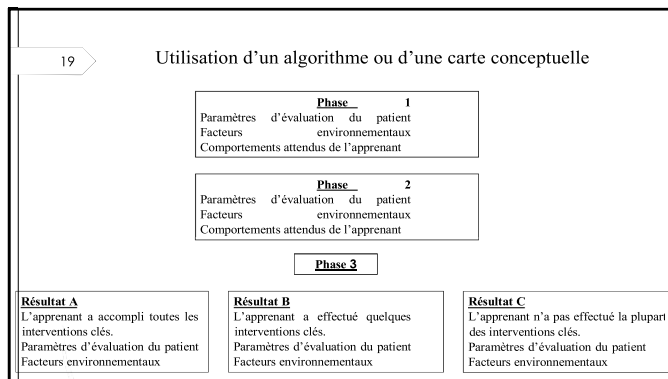 19
Utilisation d’un algorithme ou d’une carte conceptuelle
Phase 1
Paramètres d’évaluation du patient
Facteurs environnementaux
Comportements attendus de l’apprenant
Phase 2
Paramètres d’évaluation du patient
Facteurs environnementaux
Comportements attendus de l’apprenant
Phase 3
Résultat A
L’apprenant a accompli toutes les
interventions clés.
Paramètres d’évaluation du patient
Facteurs environnementaux
Résultat B
L’apprenant a effectué quelques
interventions clés.
Paramètres d’évaluation du patient
Facteurs environnementaux
Résultat C
L’apprenant n’a pas effectué la plupart
des interventions clés.
Paramètres d’évaluation du patient
Facteurs environnementaux